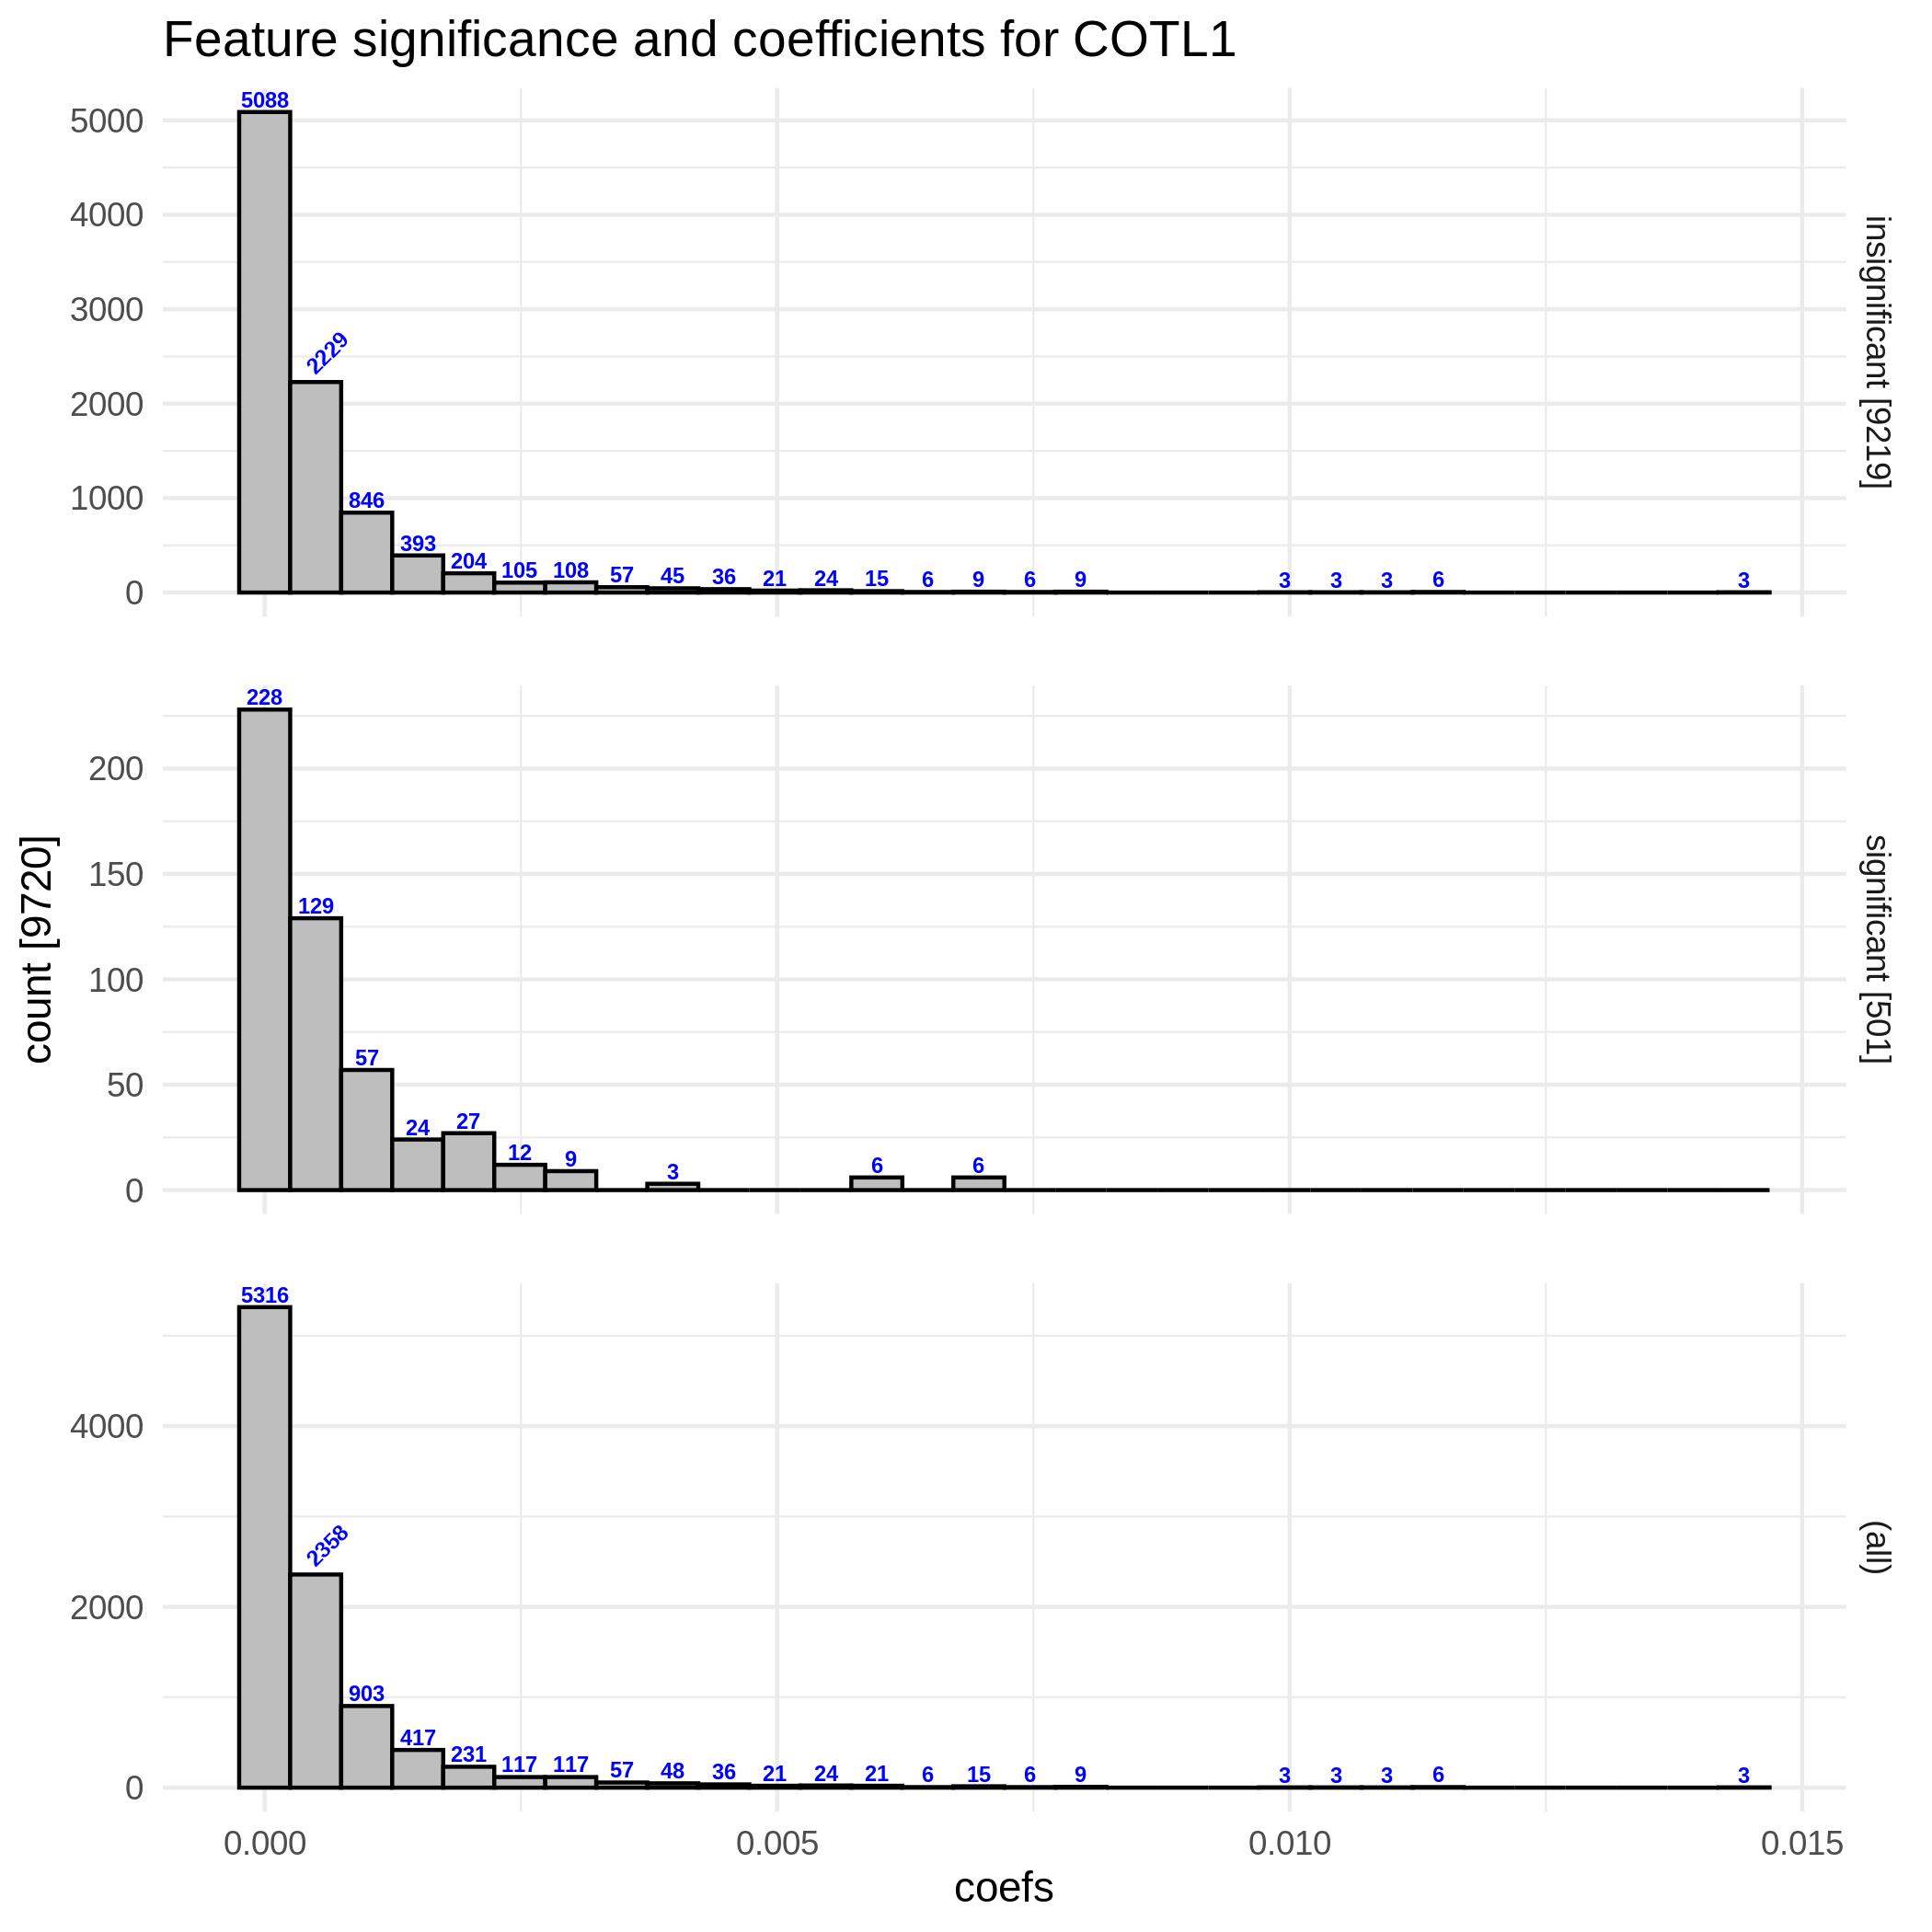 Feature significance and coefficients for COTL1
5088
5000
4000
3000
2229
2000
1000
846
393
204 105 108 57 45 36 21 24 15 6 9 6 9 3 3 3 6 3
0
insignificant [9219]
228
200
150
129
100
57
50
24 27 12 9 3 6 6
0
significant [501]
count [9720]
5316
4000
2358
2000
903
417
231 117 117 57 48 36 21 24 21 6 15 6 9 3 3 3 6 3
0
(all)
0.000 0.005 0.010 0.015
coefs